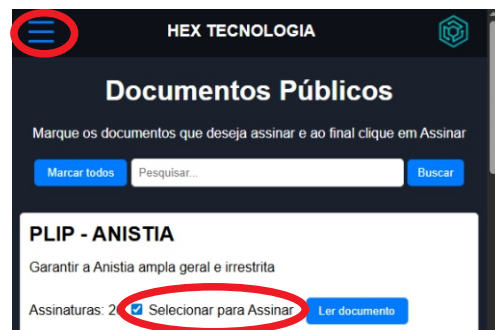 HEX TECNOLOGIA
Documentos Públicos
Marque os documentos que deseja assinar e ao final clique em Assinar
Marcar todos Pesquisar... Buscar
PLIP - ANISTIA
Garantir a Anistia ampla geral e irrestrita
Assinaturas: Selecionar para Assinar Ler documento